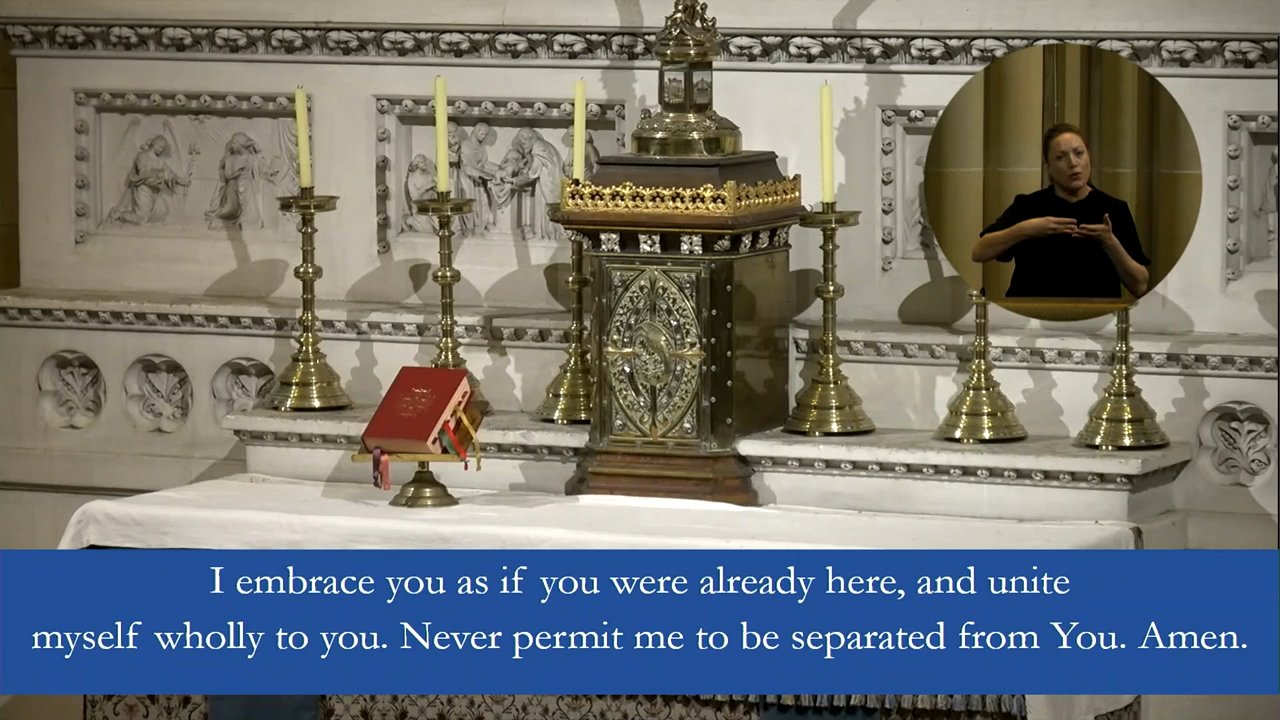 I embrace you as if you were already here, and unite
myself wholly to you. Never permit me to be separated from You. Amen.